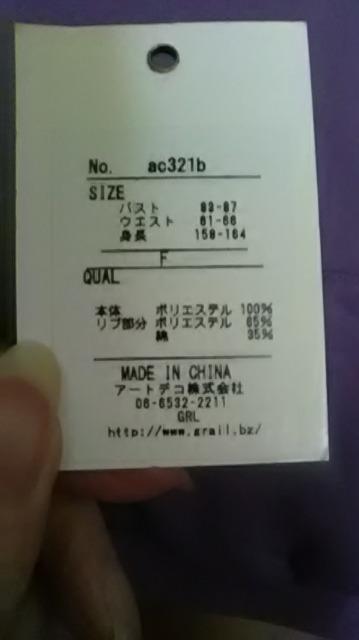 No. ac321b
SIZE
バスト 83-87
ウエスト 61-66
身長 158-164
F
QUAL
本体 ポリエステル 100%
リブ部分 ポリエステル 65%
綿 35%
MADE IN CHINA
アートデコ株式会社
06-6532-2211
GRL
http://www.grail.bz/